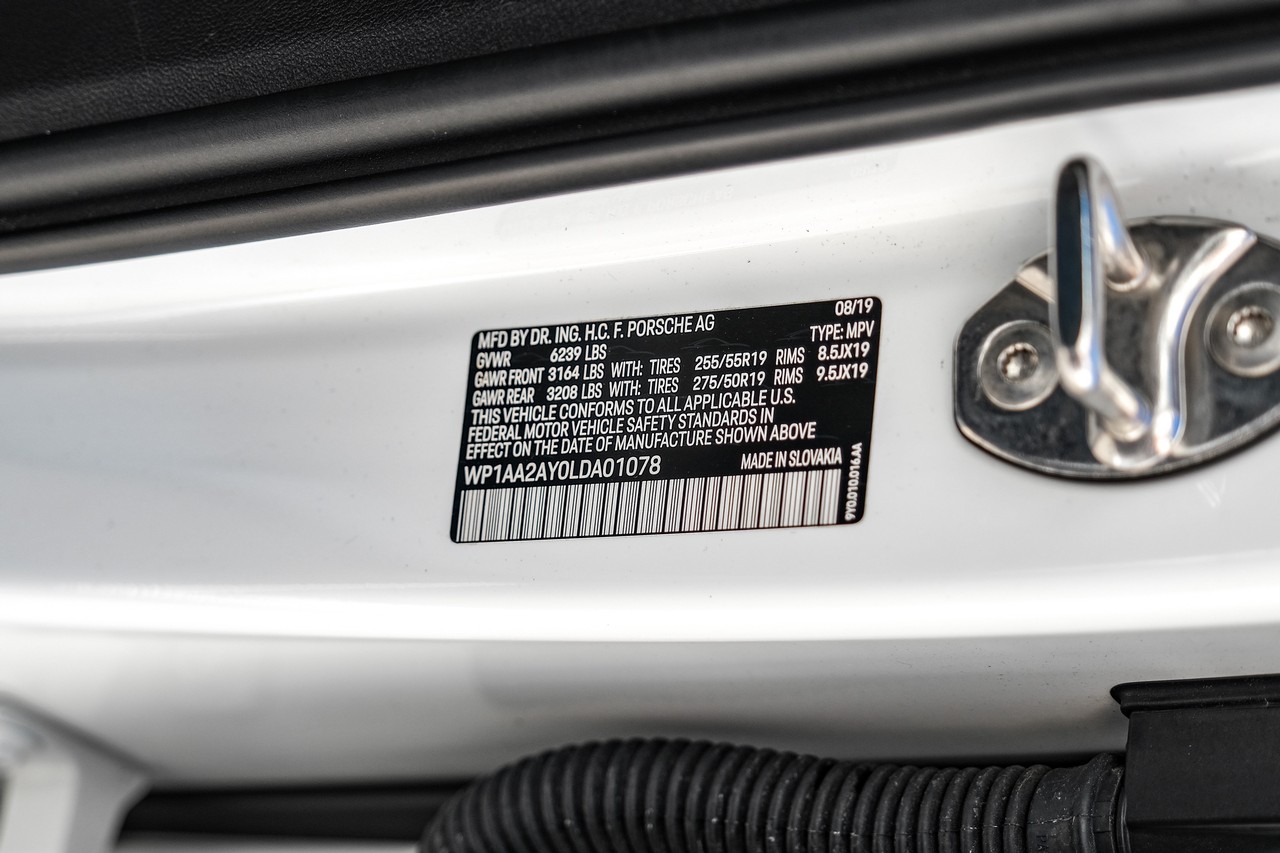 08/19
MFD BY DR. ING. H.C. F. PORSCHE AG TYPE: MPV
GVWR 6239 LBS
GAWR FRONT 3164 LBS WITH: TIRES 255/55R19 RIMS 8.5JX19
GAWR REAR 3208 LBS WITH: TIRES 275/50R19 RIMS 9.5JX19
THIS VEHICLE CONFORMS TO ALL APPLICABLE U.S.
FEDERAL MOTOR VEHICLE SAFETY STANDARDS IN
EFFECT ON THE DATE OF MANUFACTURE SHOWN ABOVE
WP1AA2AY0LDA01078 MADE IN SLOVAKIA
9Y0.010.016.AA